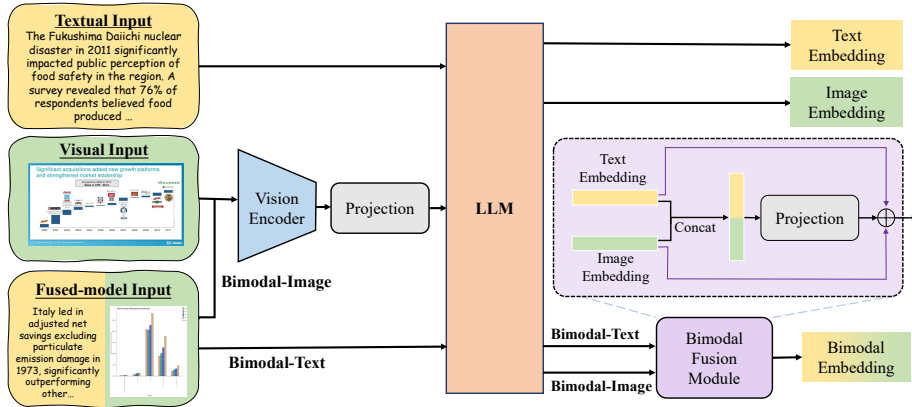 Textual Input
The Fukushima Daiichi nuclear
disaster in 2011 significantly
impacted public perception of
food safety in the region. A
survey revealed that 76% of
respondents believed food
produced ...
Visual Input
Significant acquisitions added new growth platforms
and strengthened market leadership
Fused-model Input
Italy led in
adjusted net
savings excluding
particulate
emission damage in
1973, significantly
outperforming
other...
Vision
Encoder
Projection
Bimodal-Image
Bimodal-Text
LLM
Text
Embedding
Image
Embedding
Text
Embedding
Concat
Projection
Image
Embedding
Bimodal-Text
Bimodal-Image
Bimodal
Fusion
Module
Bimodal
Embedding